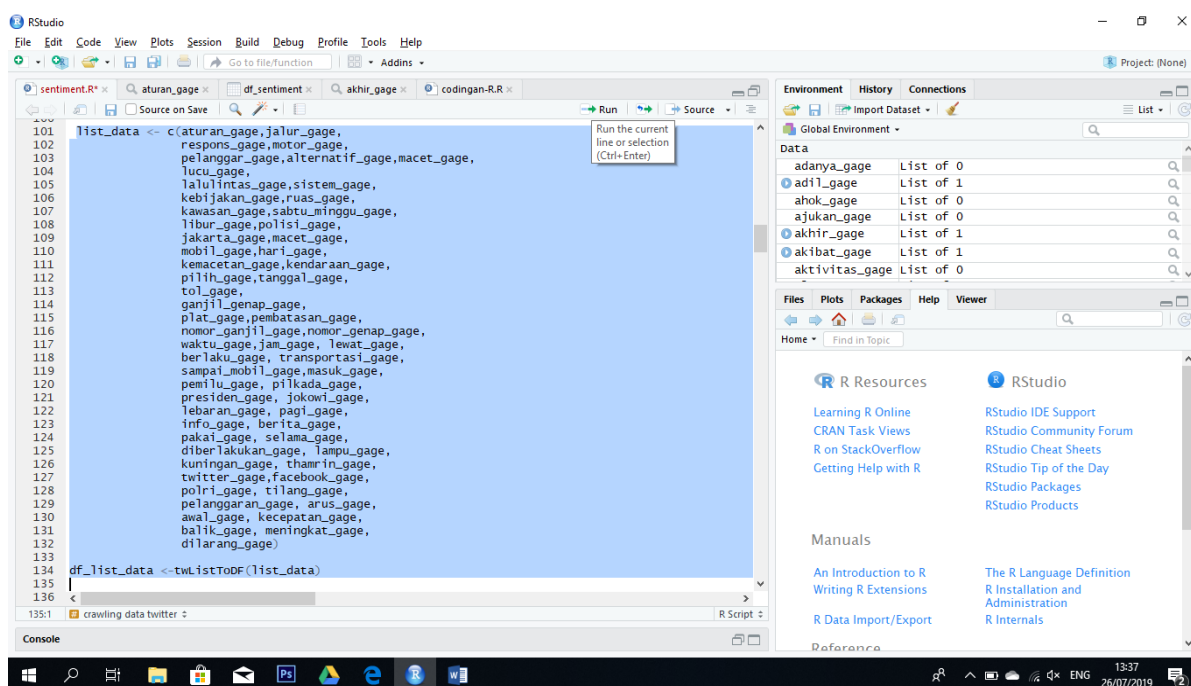 RStudio
File Edit Code View Plots Session Build Debug Profile Tools Help
Go to file/function Addins Project: (None)
sentiment.R* aturan_gage df_sentiment akhir_gage codingan-R.R
Source on Save Run Source
Run the current
line or selection
(Ctrl+Enter)
101 list_data <- c(aturan_gage,jalur_gage,
102 respons_gage,motor_gage,
103 pelanggar_gage,alternatif_gage,macet_gage,
104 lucu_gage,
105 lalulintas_gage,sistem_gage,
106 kebijakan_gage,ruas_gage,
107 kawasan_gage,sabtu_minggu_gage,
108 libur_gage,polisi_gage,
109 jakarta_gage,macet_gage,
110 mobil_gage,hari_gage,
111 kemacetan_gage,kendaraan_gage,
112 pilih_gage,tanggal_gage,
113 tol_gage,
114 ganjil_genap_gage,
115 plat_gage,pembatasan_gage,
116 nomor_ganjil_gage,nomor_genap_gage,
117 waktu_gage,jam_gage, lewat_gage,
118 berlaku_gage, transportasi_gage,
119 sampai_mobil_gage,masuk_gage,
120 pemilu_gage, pilkada_gage,
121 presiden_gage, jokowi_gage,
122 lebaran_gage, pagi_gage,
123 info_gage, berita_gage,
124 pakai_gage, selama_gage,
125 diberlakukan_gage, lampu_gage,
126 kuningan_gage, thamrin_gage,
127 twitter_gage,facebook_gage,
128 polri_gage, tilang_gage,
129 pelanggaran_gage, arus_gage,
130 awal_gage, kecepatan_gage,
131 balik_gage, meningkat_gage,
132 dilarang_gage)
133
134 df_list_data <-twListToDF(list_data)
135
136
135:1 crawling data twitter R Script
Console
Environment History Connections
Import Dataset List
Global Environment
Data
adanya_gage List of 0
adil_gage List of 1
ahok_gage List of 0
ajukan_gage List of 0
akhir_gage List of 1
akibat_gage List of 1
aktivitas_gage List of 0
Files Plots Packages Help Viewer
Home Find in Topic
R Resources
Learning R Online
CRAN Task Views
R on StackOverflow
Getting Help with R
RStudio
RStudio IDE Support
RStudio Community Forum
RStudio Cheat Sheets
RStudio Tip of the Day
RStudio Packages
RStudio Products
Manuals
An Introduction to R
Writing R Extensions
R Data Import/Export
The R Language Definition
R Installation and
Administration
R Internals
Reference
Ps
ENG
13:37
26/07/2019
2